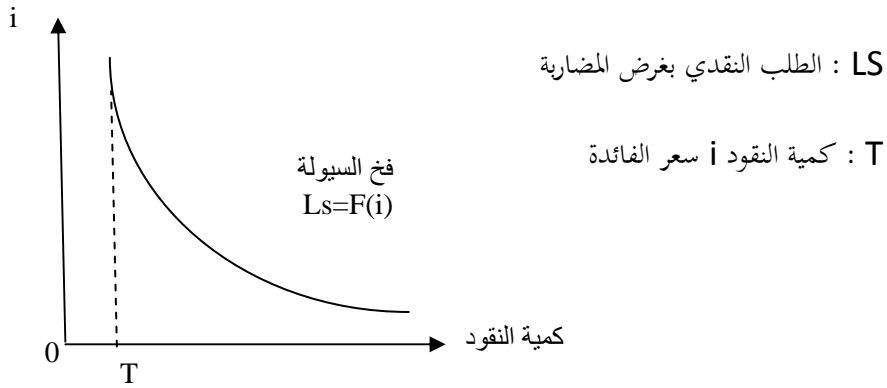 i
LS : الطلب النقدي بغرض المضاربة
T : كمية النقود i سعر الفائدة
فخ السيولة
Ls=F(i)
كمية النقود
0
T